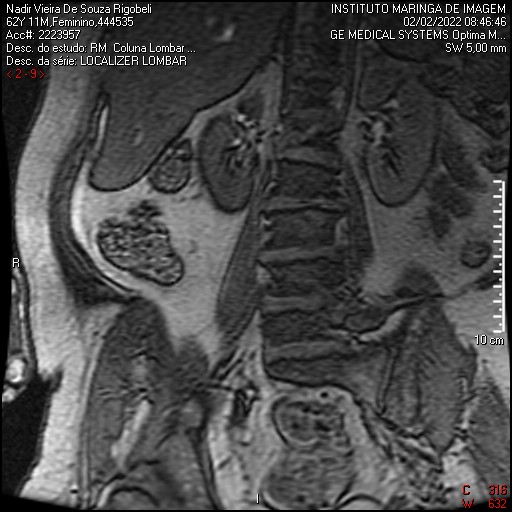 Nadir Vieira De Souza Rigobeli
62Y 11M,Feminino,444535
Acc#: 2223957
Desc. do estudo: RM Coluna Lombar ...
Desc. da série: LOCALIZER LOMBAR
< 2 - 9 >
INSTITUTO MARINGA DE IMAGEM
02/02/2022 08:46:46
GE MEDICAL SYSTEMS Optima M...
SW 5,00 mm
R
10 cm
I
C 316
W 632